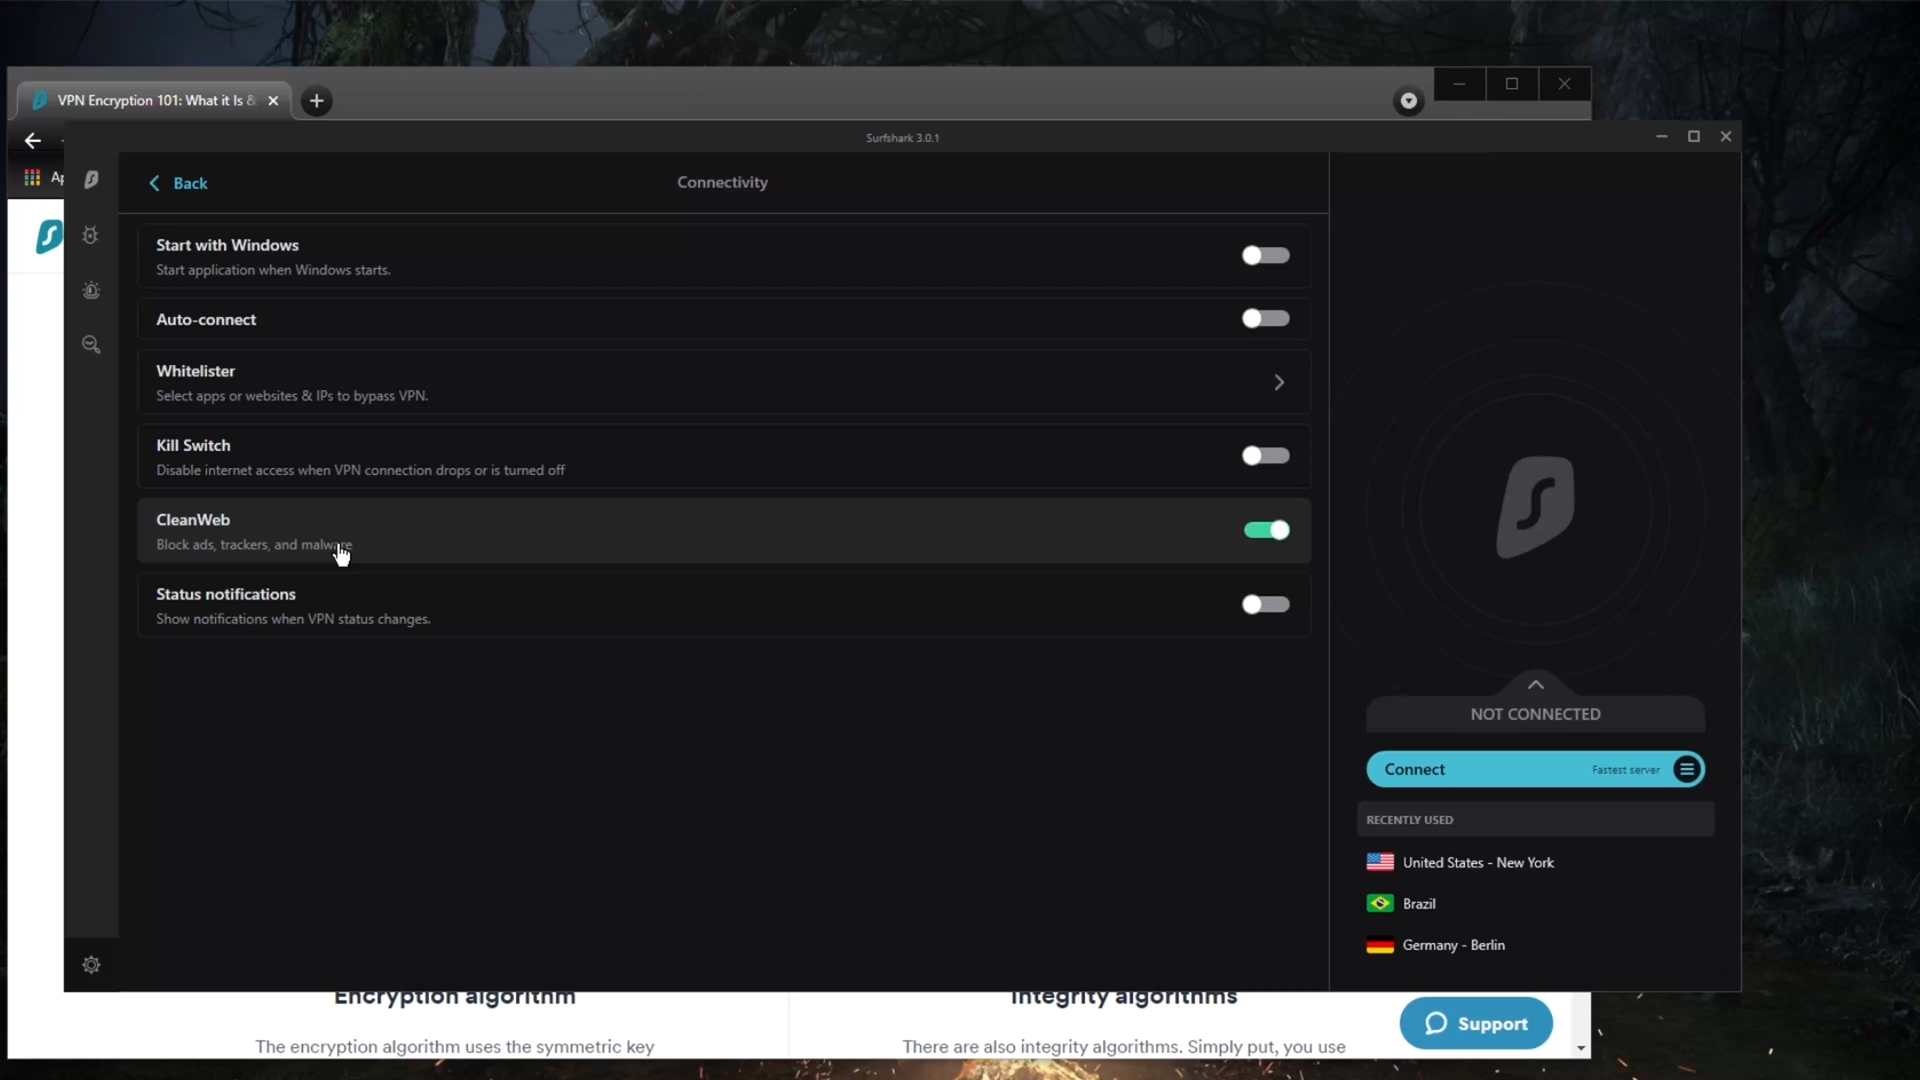 VPN Encryption 101: What it Is &
Surfshark 3.0.1
Ap
Back
Connectivity
Start with Windows
Start application when Windows starts.
Auto-connect
Whitelister
Select apps or websites & IPs to bypass VPN.
Kill Switch
Disable internet access when VPN connection drops or is turned off
CleanWeb
Block ads, trackers, and malware
Status notifications
Show notifications when VPN status changes.
NOT CONNECTED
Connect
Fastest server
RECENTLY USED
United States - New York
Brazil
Germany - Berlin
Encryption algorithm
Integrity algorithms
The encryption algorithm uses the symmetric key
There are also integrity algorithms. Simply put, you use
Support